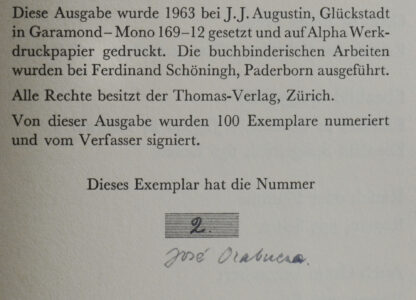 Diese Ausgabe wurde 1963 bei J. J. Augustin, Glückstadt
in Garamond–Mono 169–12 gesetzt und auf Alpha Werk-
druckpapier gedruckt. Die buchbinderischen Arbeiten
wurden bei Ferdinand Schöningh, Paderborn ausgeführt.
Alle Rechte besitzt der Thomas-Verlag, Zürich.
Von dieser Ausgabe wurden 100 Exemplare numeriert
und vom Verfasser signiert.
Dieses Exemplar hat die Nummer
2.
José